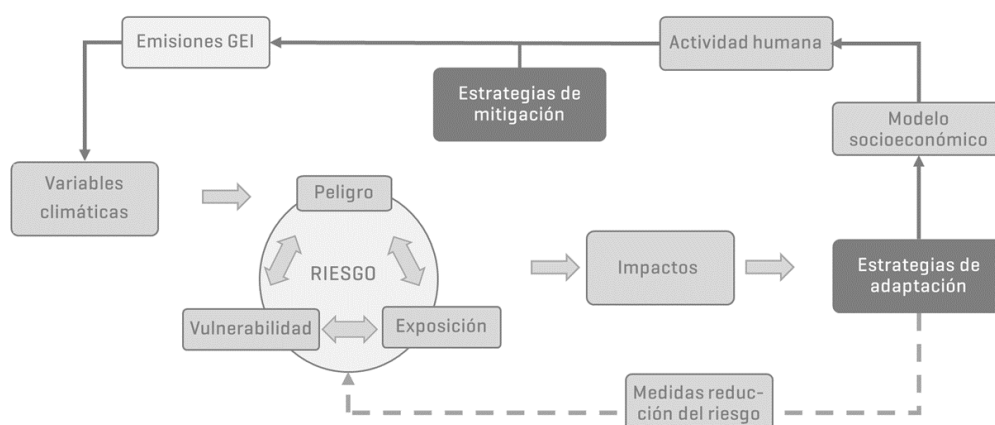 Emisiones GEI
Actividad humana
Estrategias de
mitigación
Modelo
socioeconómico
Variables
climáticas
Peligro
RIESGO
Vulnerabilidad
Exposición
Impactos
Estrategias de
adaptación
Medidas reduc-
ción del riesgo